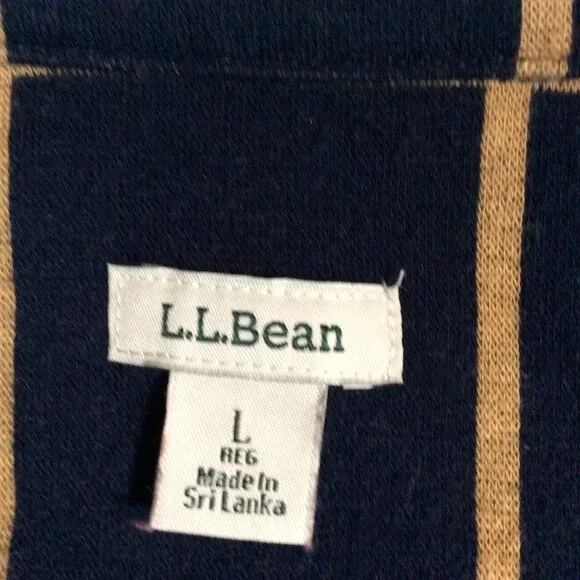 L.L.Bean
L
REG
Made In
Sri Lanka